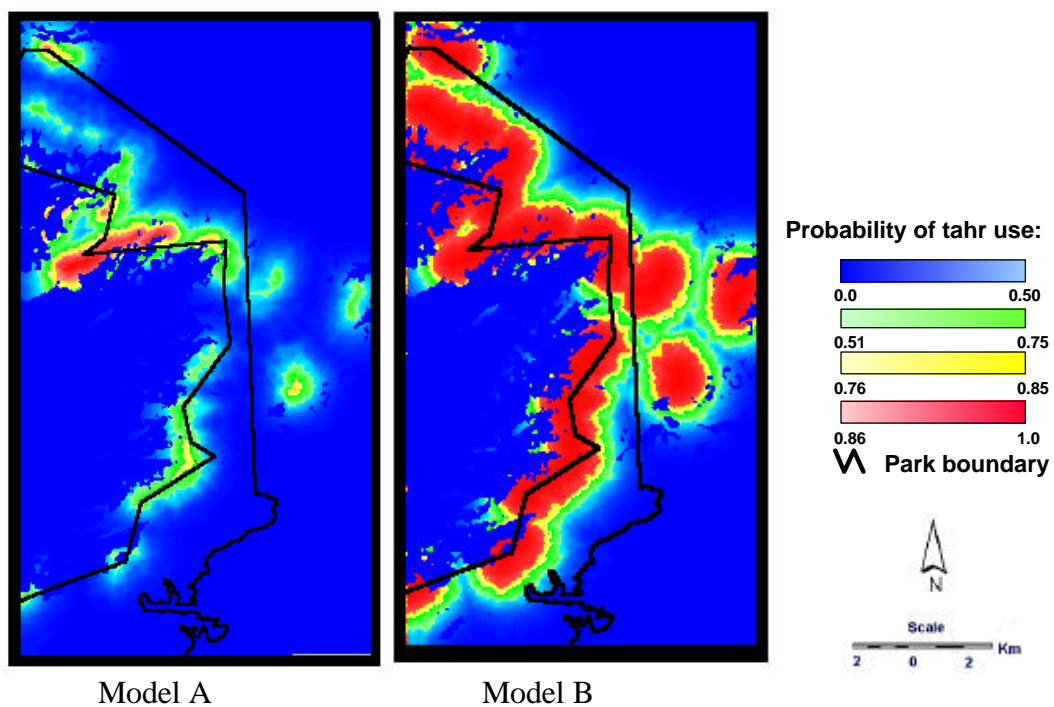 Probability of tahr use:
0.0 0.50
0.51 0.75
0.76 0.85
0.86 1.0
Park boundary
N
Scale
Km
2 0 2
Model A Model B